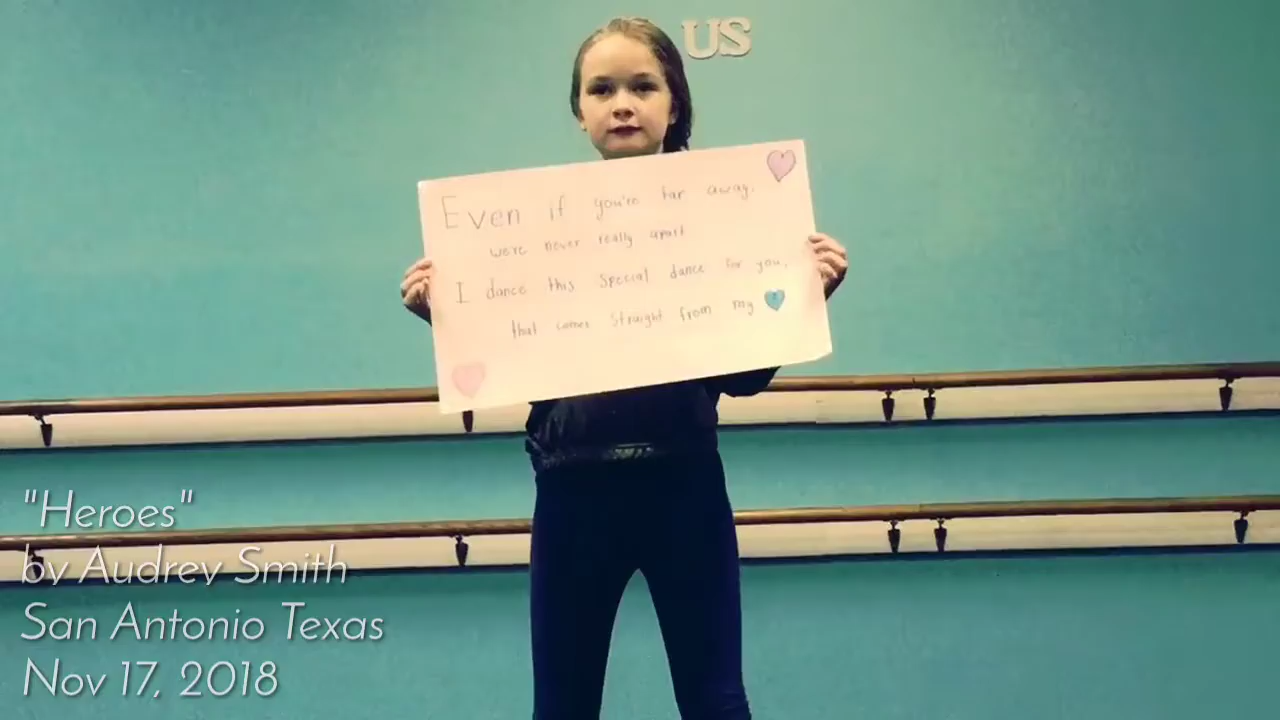 US
Even if you're far away.
we're never really apart
I dance this special dance for you,
that comes straight from my
"Heroes"
by Audrey Smith
San Antonio Texas
Nov 17, 2018